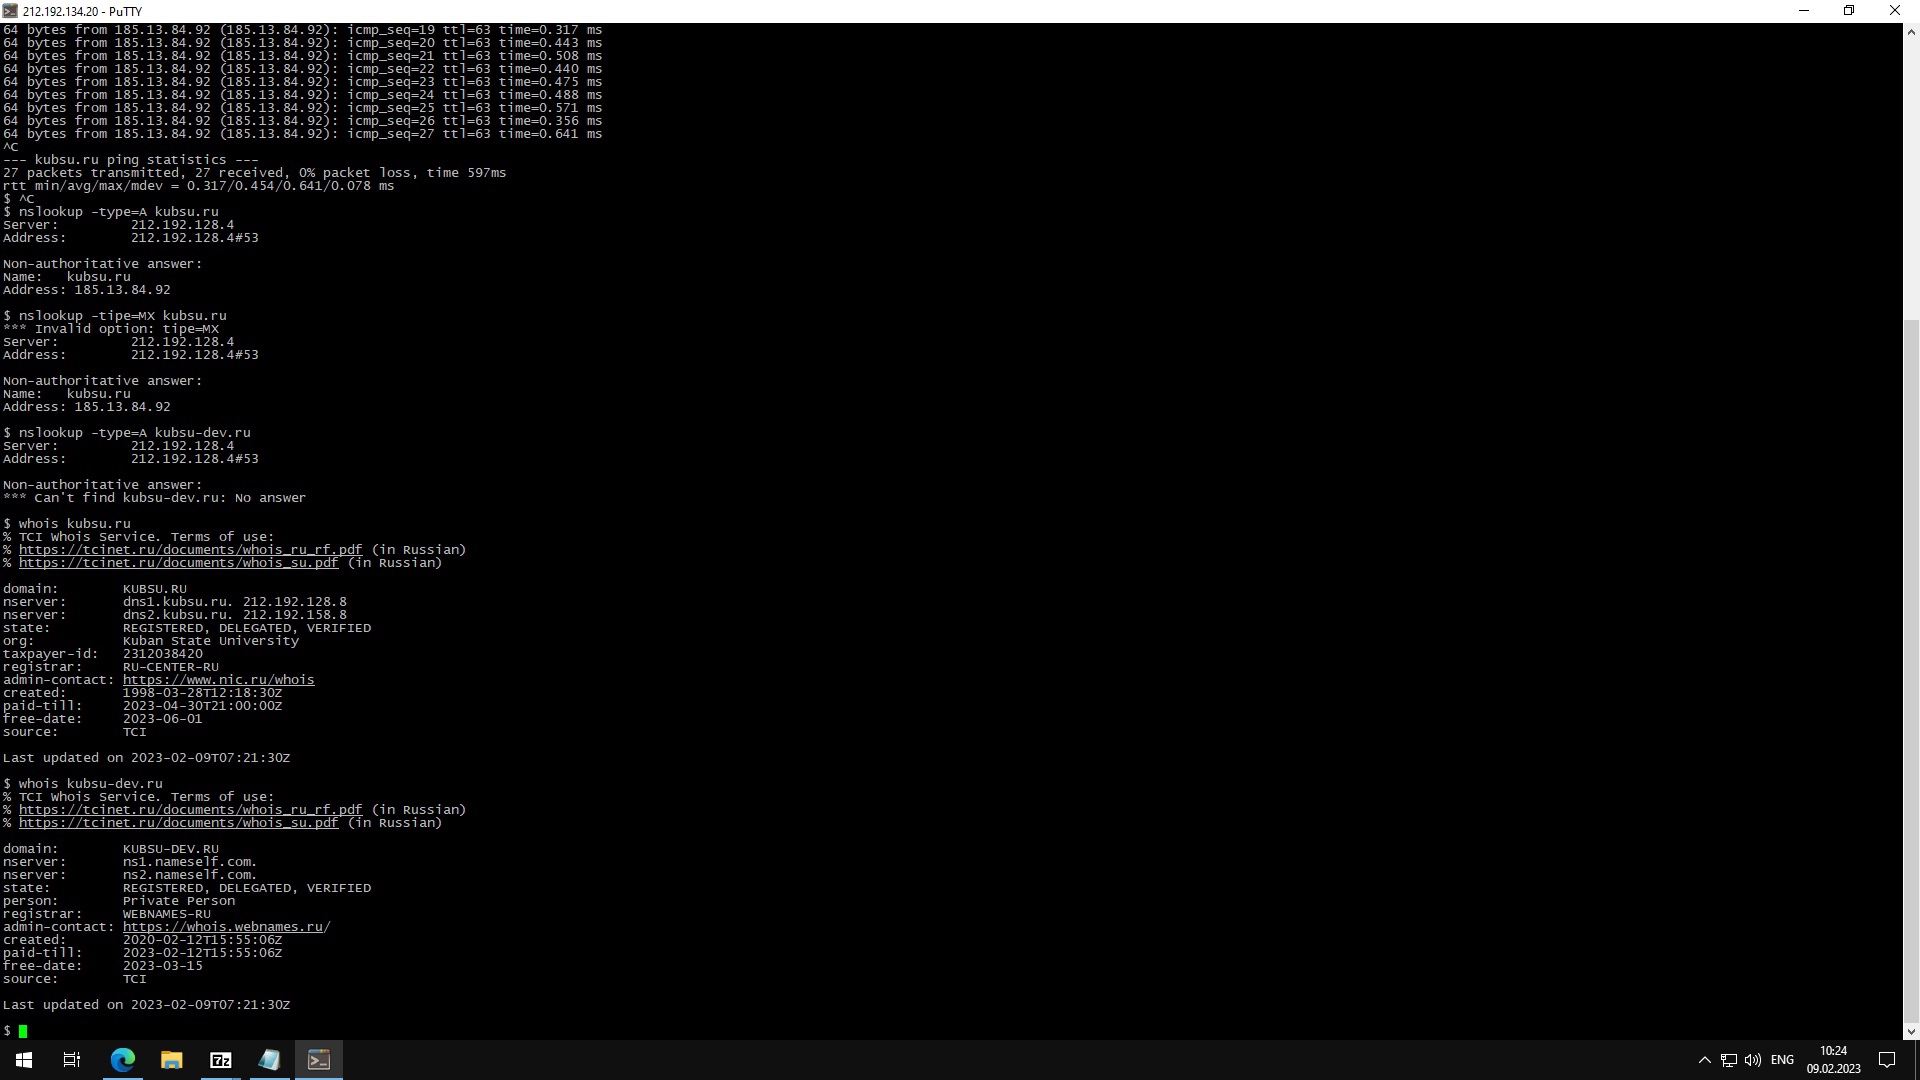 212.192.134.20 - PuTTY
64 bytes from 185.13.84.92 (185.13.84.92): icmp_seq=19 ttl=63 time=0.317 ms
64 bytes from 185.13.84.92 (185.13.84.92): icmp_seq=20 ttl=63 time=0.443 ms
64 bytes from 185.13.84.92 (185.13.84.92): icmp_seq=21 ttl=63 time=0.508 ms
64 bytes from 185.13.84.92 (185.13.84.92): icmp_seq=22 ttl=63 time=0.440 ms
64 bytes from 185.13.84.92 (185.13.84.92): icmp_seq=23 ttl=63 time=0.475 ms
64 bytes from 185.13.84.92 (185.13.84.92): icmp_seq=24 ttl=63 time=0.488 ms
64 bytes from 185.13.84.92 (185.13.84.92): icmp_seq=25 ttl=63 time=0.571 ms
64 bytes from 185.13.84.92 (185.13.84.92): icmp_seq=26 ttl=63 time=0.356 ms
64 bytes from 185.13.84.92 (185.13.84.92): icmp_seq=27 ttl=63 time=0.641 ms
^C
--- kubsu.ru ping statistics ---
27 packets transmitted, 27 received, 0% packet loss, time 597ms
rtt min/avg/max/mdev = 0.317/0.454/0.641/0.078 ms
$ ^C
$ nslookup -type=A kubsu.ru
Server: 212.192.128.4
Address: 212.192.128.4#53
Non-authoritative answer:
Name: kubsu.ru
Address: 185.13.84.92
$ nslookup -tipe=MX kubsu.ru
*** Invalid option: tipe=MX
Server: 212.192.128.4
Address: 212.192.128.4#53
Non-authoritative answer:
Name: kubsu.ru
Address: 185.13.84.92
$ nslookup -type=A kubsu-dev.ru
Server: 212.192.128.4
Address: 212.192.128.4#53
Non-authoritative answer:
*** Can't find kubsu-dev.ru: No answer
$ whois kubsu.ru
% TCI Whois Service. Terms of use:
% https://tcinet.ru/documents/whois_ru_rf.pdf (in Russian)
% https://tcinet.ru/documents/whois_su.pdf (in Russian)
domain: KUBSU.RU
nserver: dns1.kubsu.ru. 212.192.128.8
nserver: dns2.kubsu.ru. 212.192.158.8
state: REGISTERED, DELEGATED, VERIFIED
org: Kuban State University
taxpayer-id: 2312038420
registrar: RU-CENTER-RU
admin-contact: https://www.nic.ru/whois
created: 1998-03-28T12:18:30Z
paid-till: 2023-04-30T21:00:00Z
free-date: 2023-06-01
source: TCI
Last updated on 2023-02-09T07:21:30Z
$ whois kubsu-dev.ru
% TCI Whois Service. Terms of use:
% https://tcinet.ru/documents/whois_ru_rf.pdf (in Russian)
% https://tcinet.ru/documents/whois_su.pdf (in Russian)
domain: KUBSU-DEV.RU
nserver: ns1.nameself.com.
nserver: ns2.nameself.com.
state: REGISTERED, DELEGATED, VERIFIED
person: Private Person
registrar: WEBNAMES-RU
admin-contact: https://whois.webnames.ru/
created: 2020-02-12T15:55:06Z
paid-till: 2023-02-12T15:55:06Z
free-date: 2023-03-15
source: TCI
Last updated on 2023-02-09T07:21:30Z
$
7z
ENG
10:24
09.02.2023